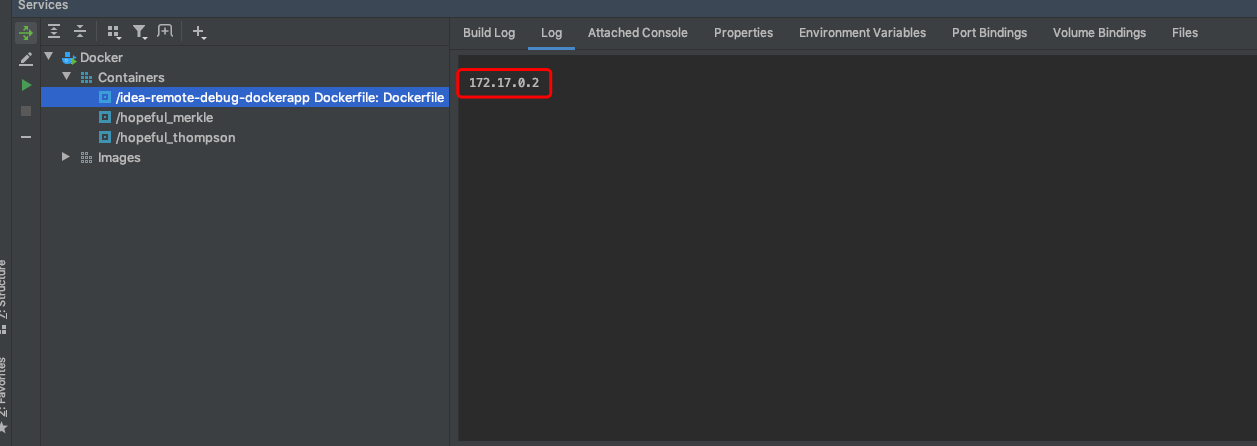 Services
Build Log Log Attached Console Properties Environment Variables Port Bindings Volume Bindings Files
Docker
Containers
/idea-remote-debug-dockerapp Dockerfile: Dockerfile
/hopeful_merkle
/hopeful_thompson
Images
172.17.0.2
Z: Structure
2: Favorites